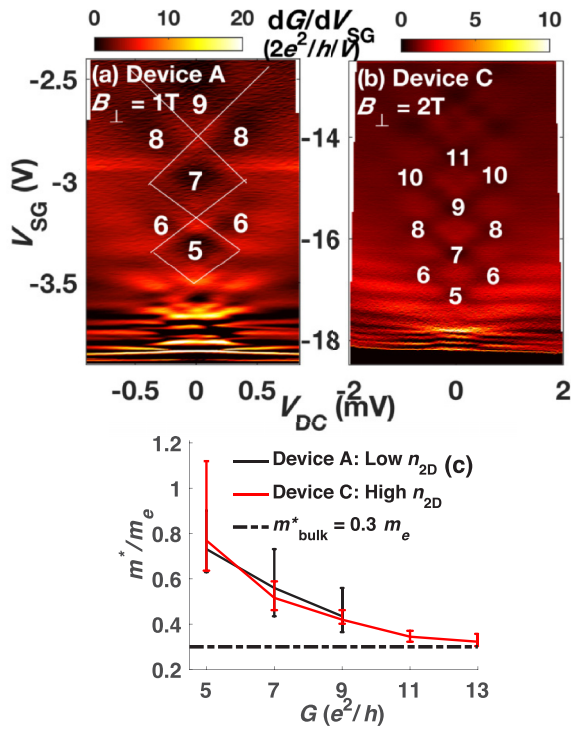 0 10 20 dG/dV_SG 0 5 10
(2e²/h/V)
(a) Device A
B⊥ = 1T
(b) Device C
B⊥ = 2T
-2.5
-3
-3.5
V_SG (V)
9
8 8
7
6 6
5
-14
-16
-18
11
10 10
9
8 8
7
6 6
5
-0.5 0 0.5
-2 0 2
V_DC (mV)
1.2
1
0.8
0.6
0.4
0.2
m*/m_e
Device A: Low n_2D (c)
Device C: High n_2D
m*_bulk = 0.3 m_e
5 7 9 11 13
G (e²/h)